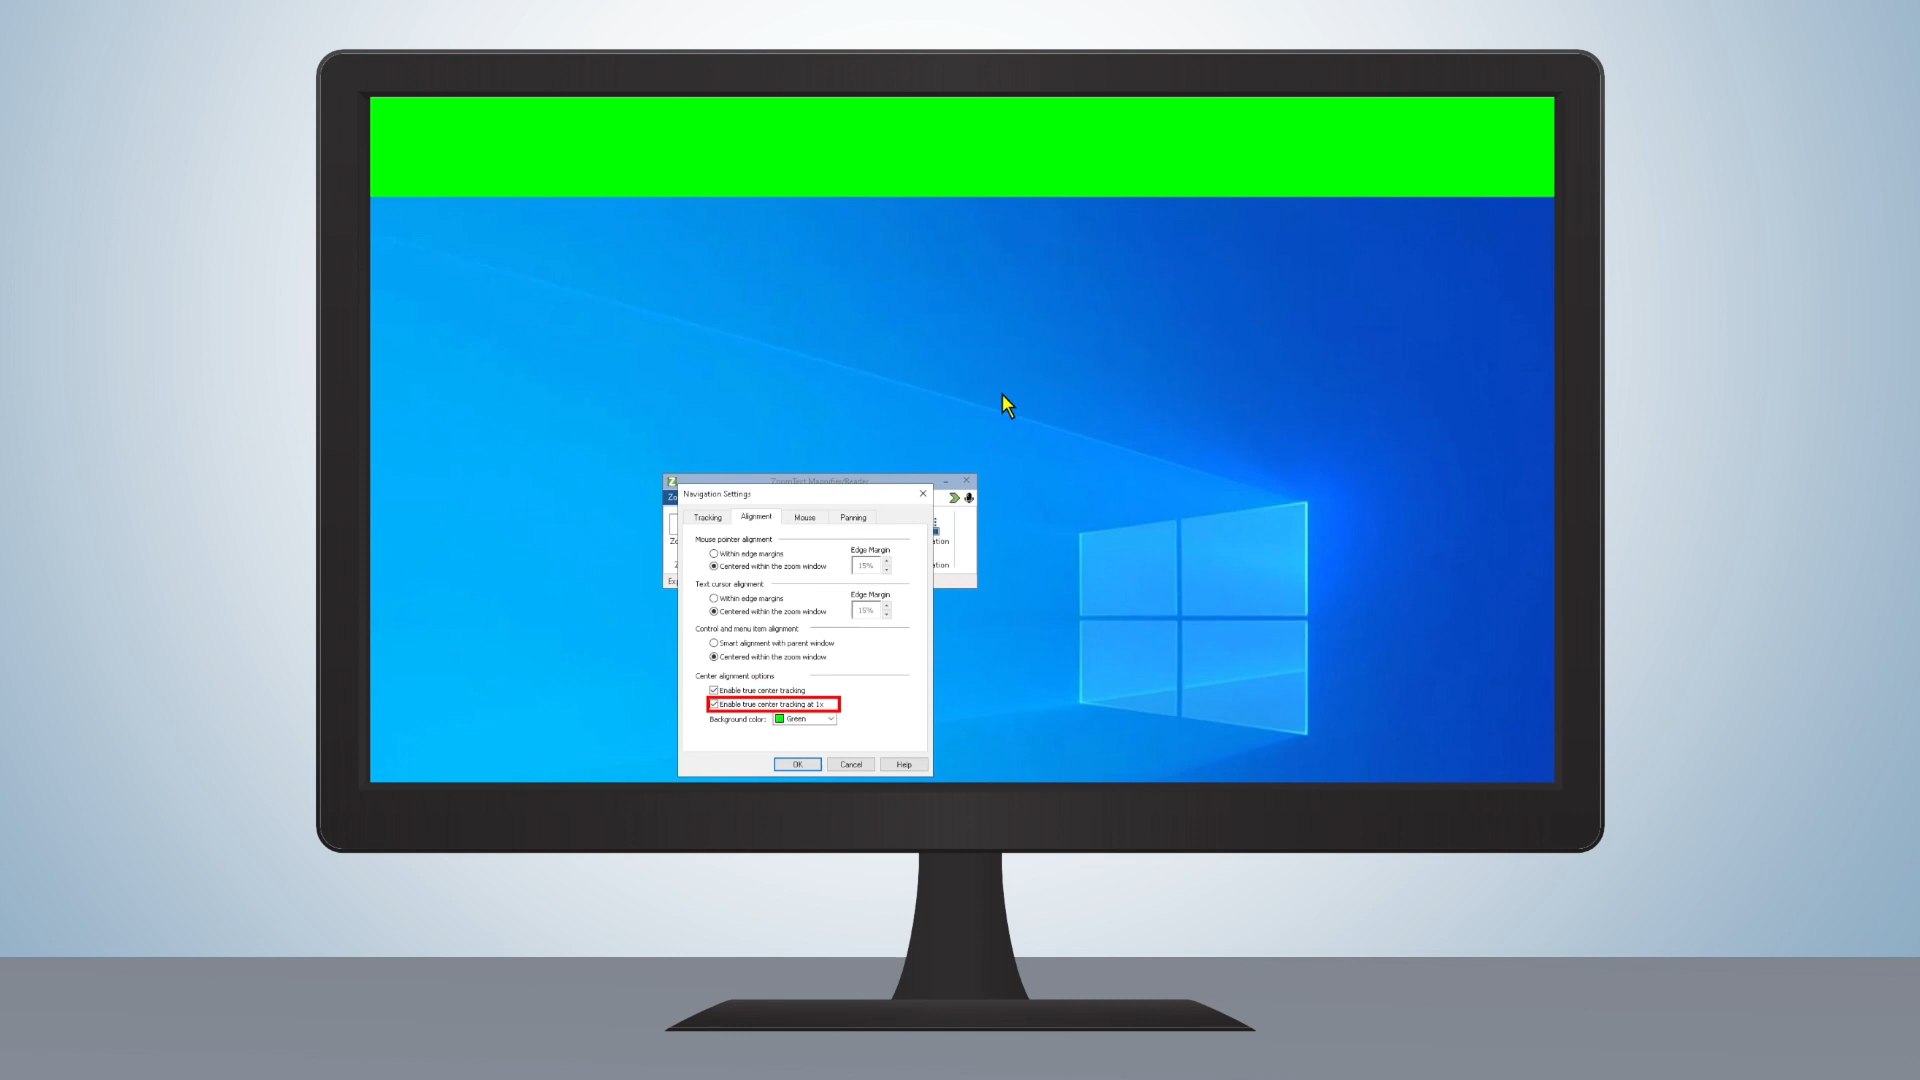 ZoomText Magnifier/Reader
Navigation Settings
Tracking Alignment Mouse Panning
Mouse pointer alignment
Edge Margin
Within edge margins
Centered within the zoom window
15%
Text cursor alignment
Edge Margin
Within edge margins
Centered within the zoom window
15%
Control and menu item alignment
Smart alignment with parent window
Centered within the zoom window
Center alignment options
Enable true center tracking
Enable true center tracking at 1x
Background color: Green
OK Cancel Help